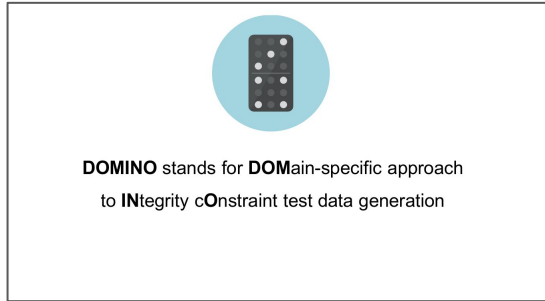 DOMINO stands for DOMain-specific approach
to INtegrity cOnstraint test data generation